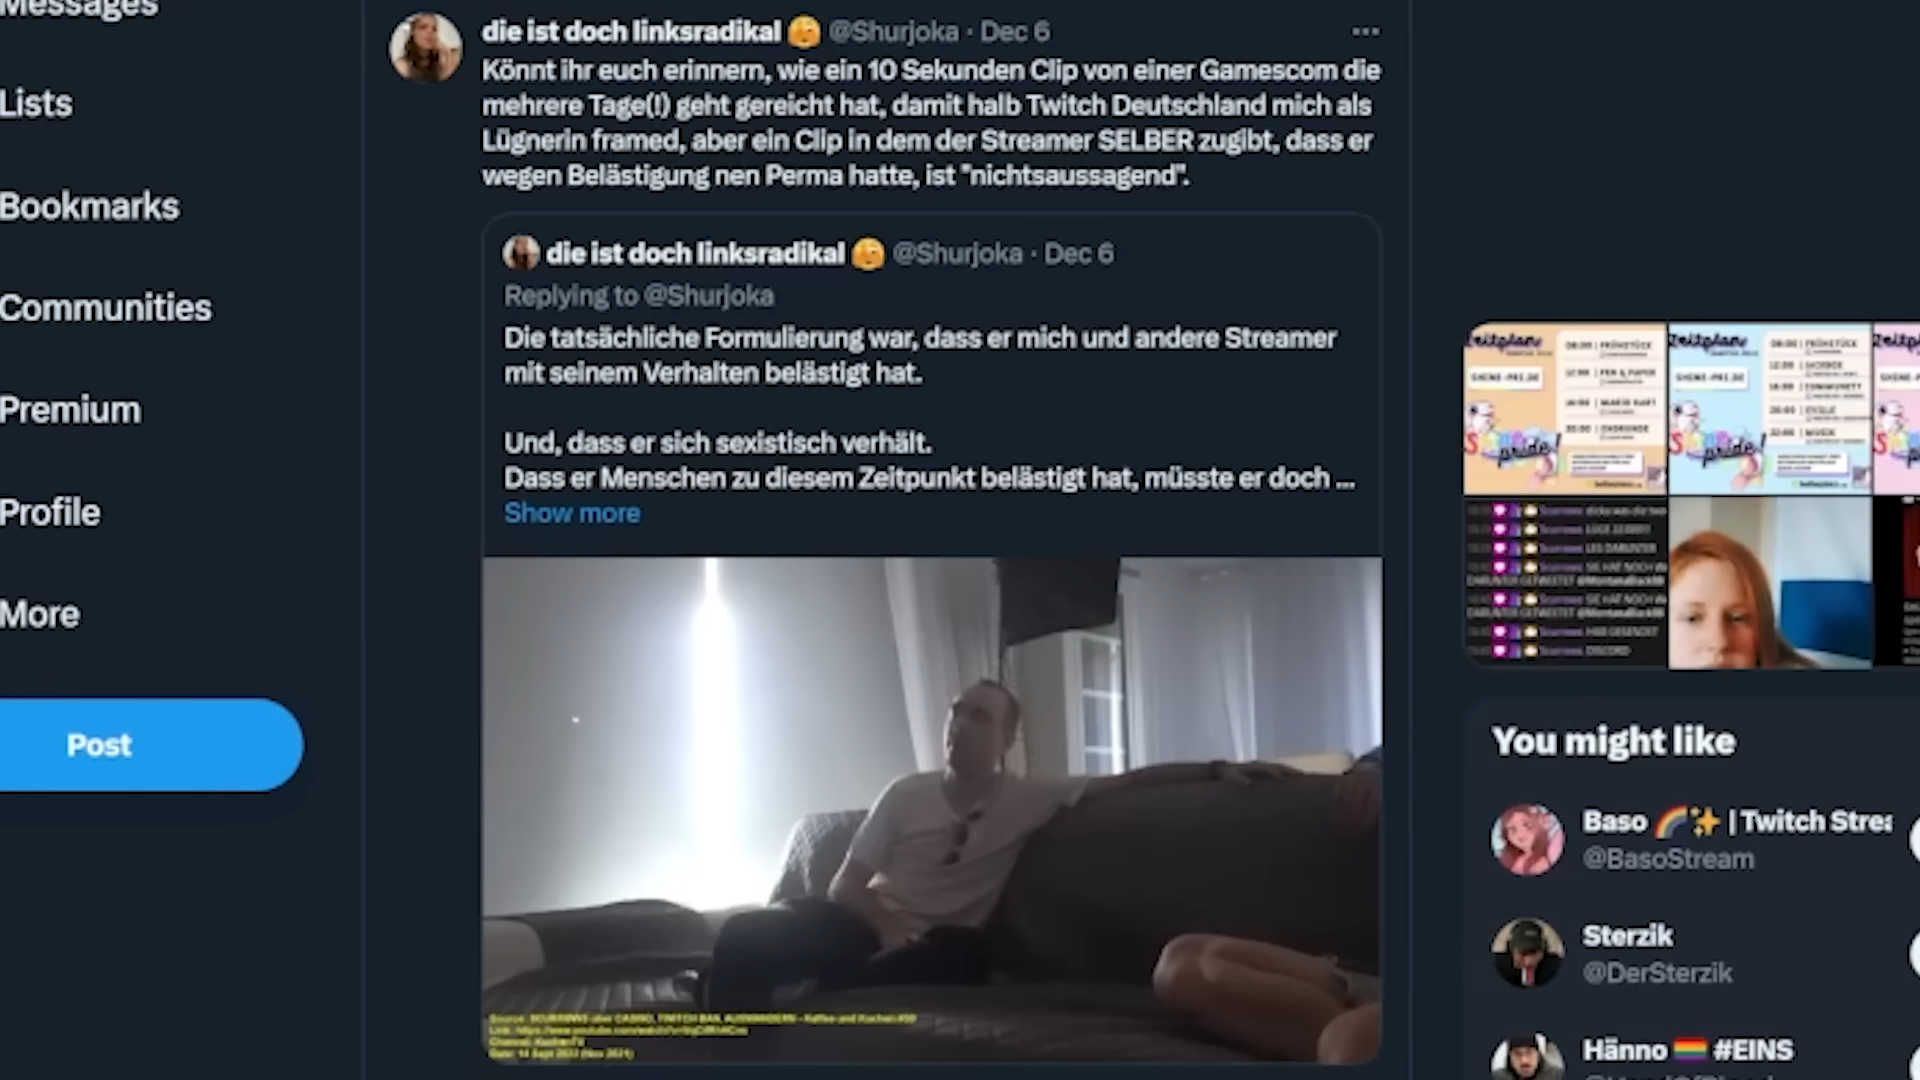 Messages
Lists
Bookmarks
Communities
Premium
Profile
More
Post
die ist doch linksradikal @Shurjoka · Dec 6
Könnt ihr euch erinnern, wie ein 10 Sekunden Clip von einer Gamescom die
mehrere Tage(!) geht gereicht hat, damit halb Twitch Deutschland mich als
Lügnerin framed, aber ein Clip in dem der Streamer SELBER zugibt, dass er
wegen Belästigung nen Perma hatte, ist "nichtsaussagend".
die ist doch linksradikal @Shurjoka · Dec 6
Replying to @Shurjoka
Die tatsächliche Formulierung war, dass er mich und andere Streamer
mit seinem Verhalten belästigt hat.
Und, dass er sich sexistisch verhält.
Dass er Menschen zu diesem Zeitpunkt belästigt hat, müsste er doch ...
Show more
You might like
Baso | Twitch Strea
@BasoStream
Sterzik
@DerSterzik
Hänno #EINS